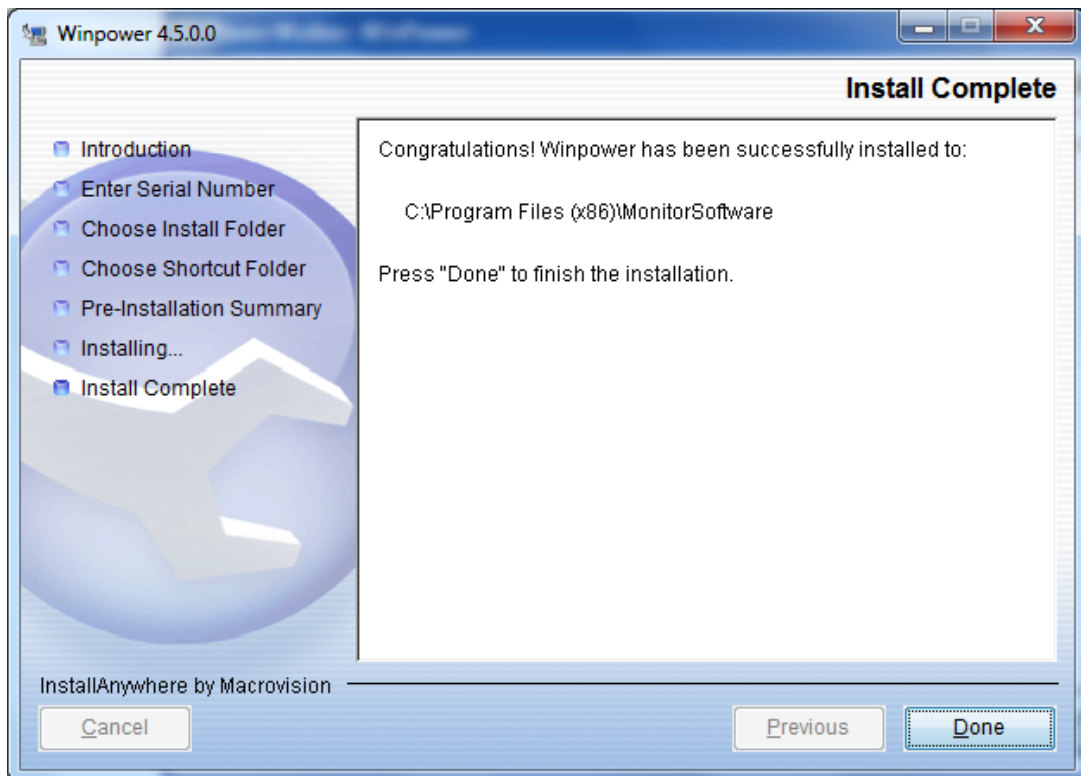 Winpower 4.5.0.0
Install Complete
Introduction
Enter Serial Number
Choose Install Folder
Choose Shortcut Folder
Pre-Installation Summary
Installing...
Install Complete
Congratulations! Winpower has been successfully installed to:
C:\Program Files (x86)\MonitorSoftware
Press "Done" to finish the installation.
InstallAnywhere by Macrovision
Cancel
Previous
Done